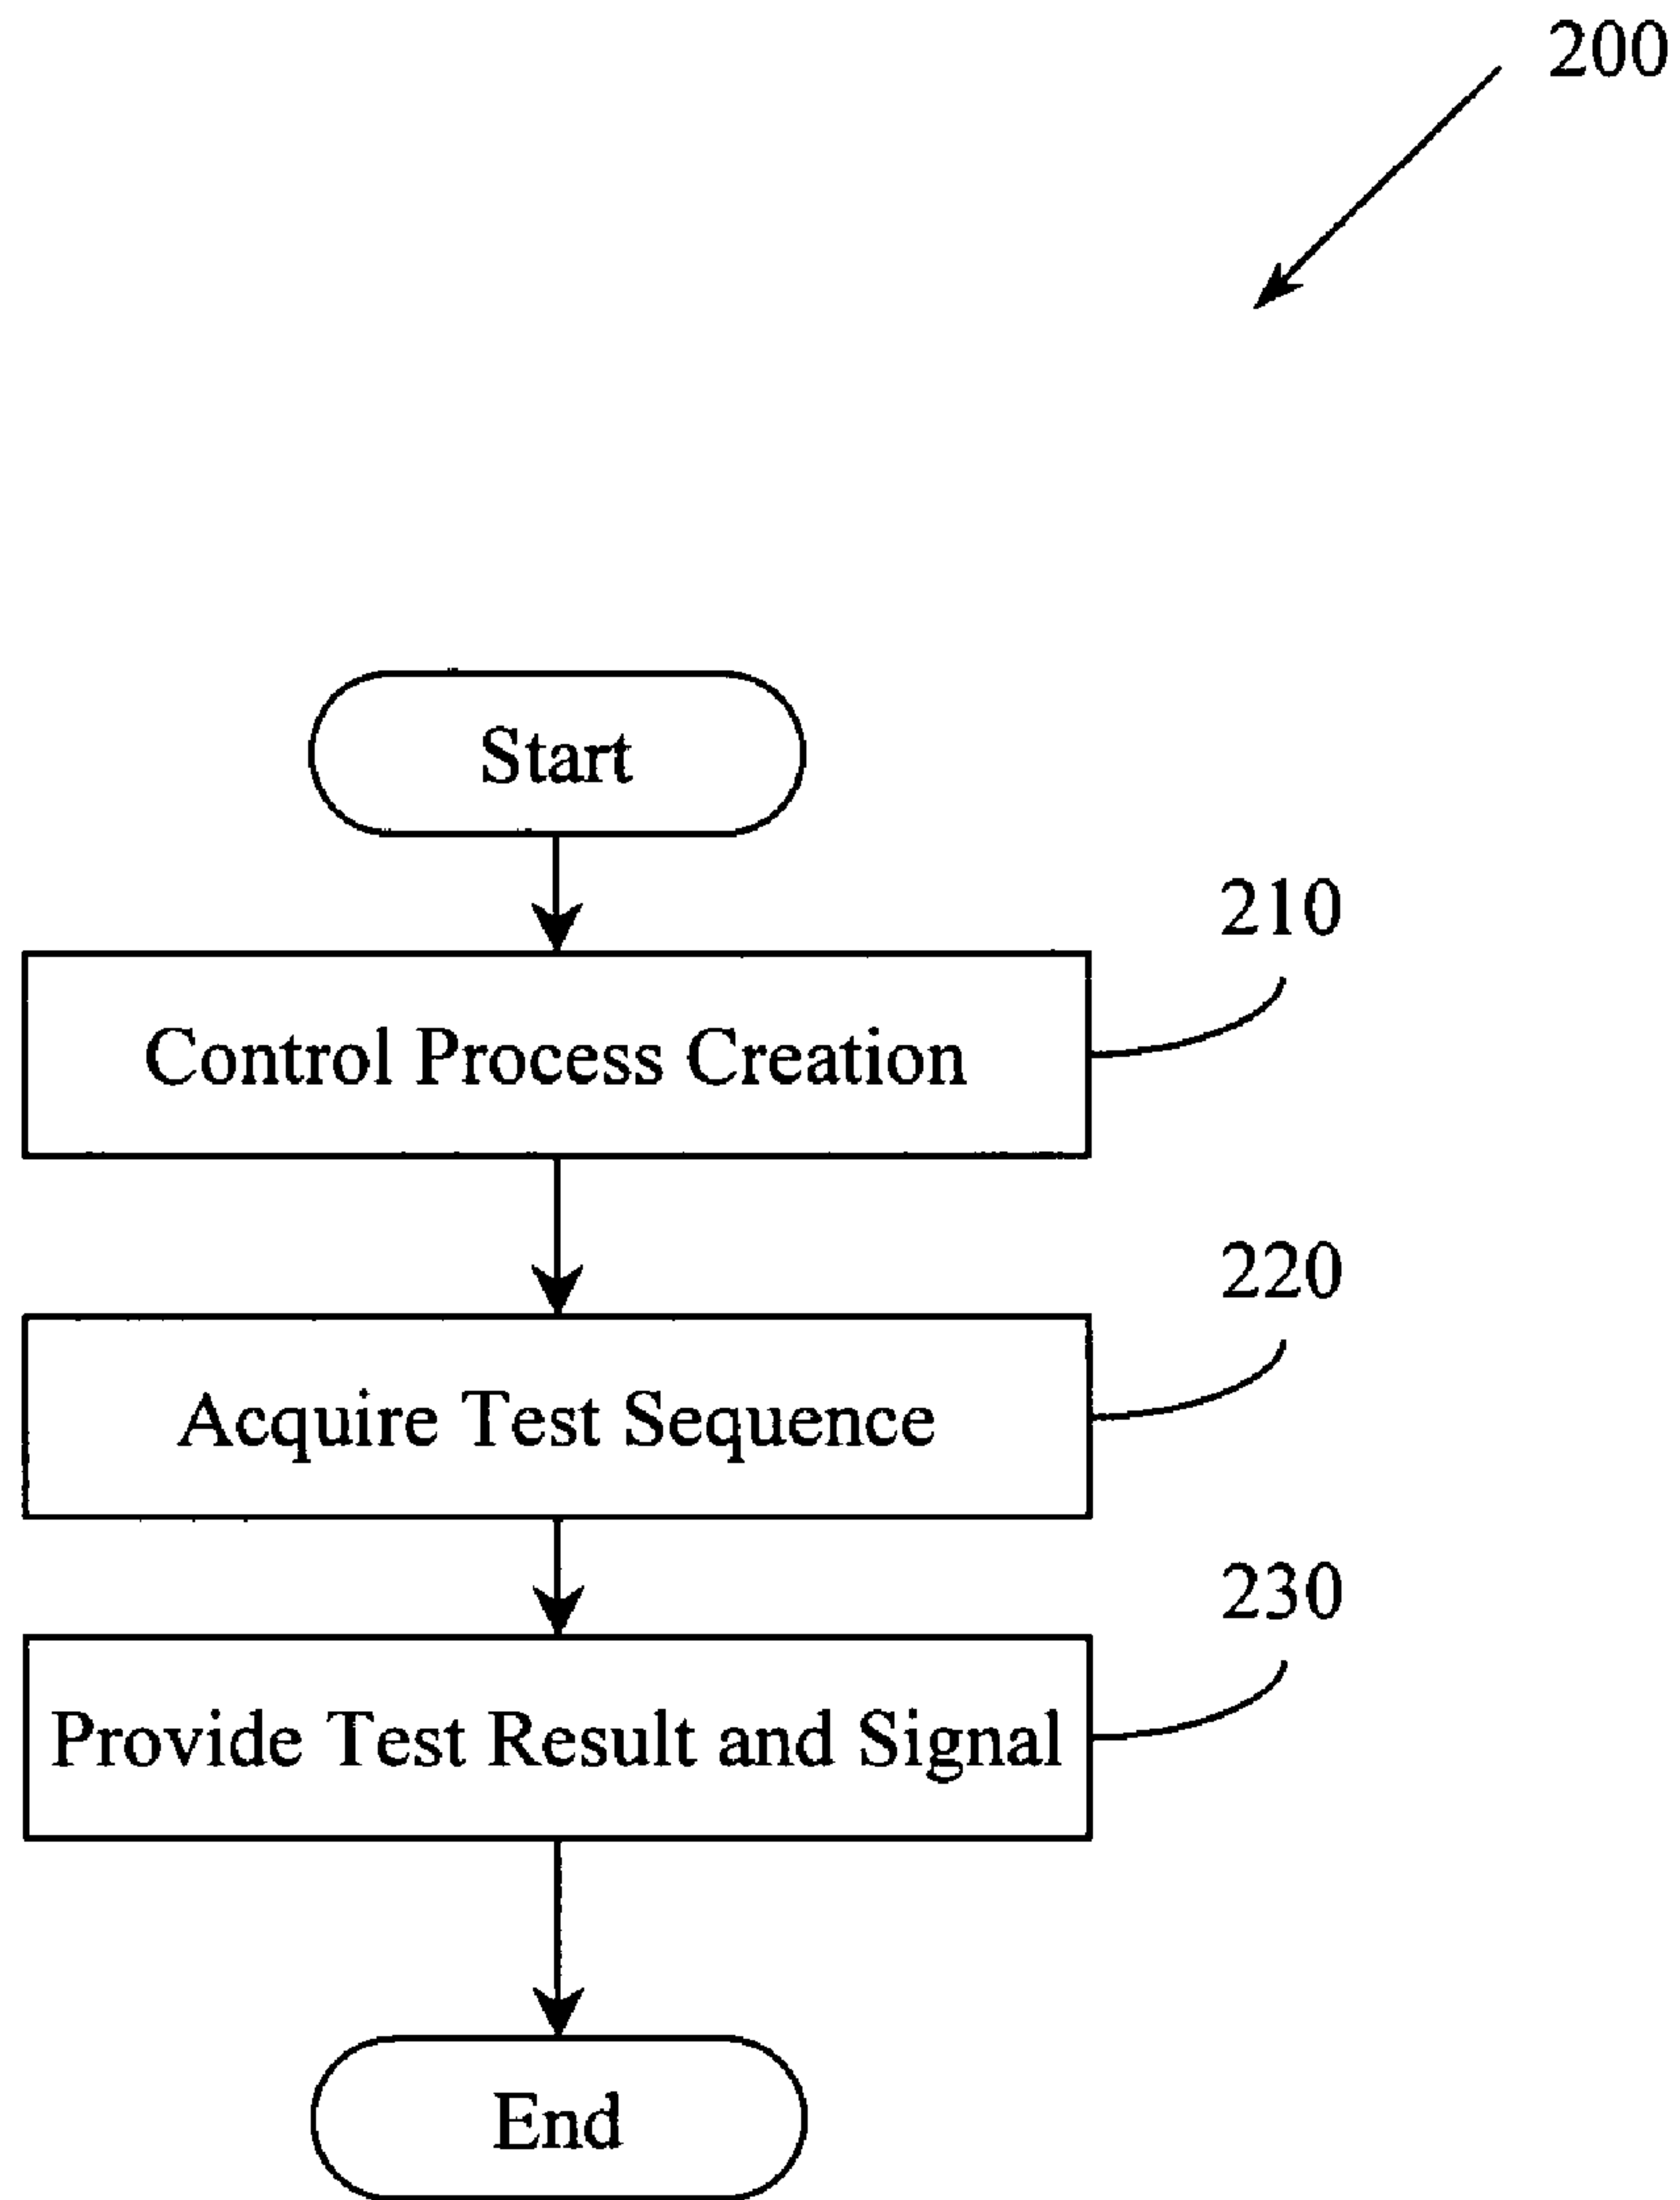 200
Start
210
Control Process Creation
220
Acquire Test Sequence
230
Provide Test Result and Signal
End